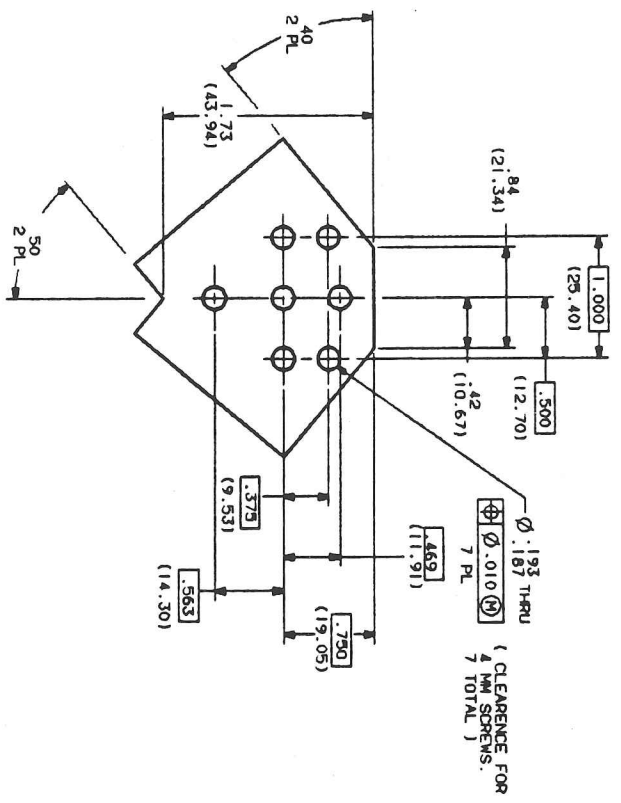 40
2 PL
1.73
(43.94)
50
2 PL
.84
(21.34)
1.000
(25.40)
.500
(12.70)
.42
(10.67)
Ø .193
.187 THRU
⌖ Ø .010 Ⓜ
7 PL
( CLEARENCE FOR
4 MM SCREWS.
7 TOTAL )
.375
(9.53)
.469
(11.91)
.563
(14.30)
.750
(19.05)